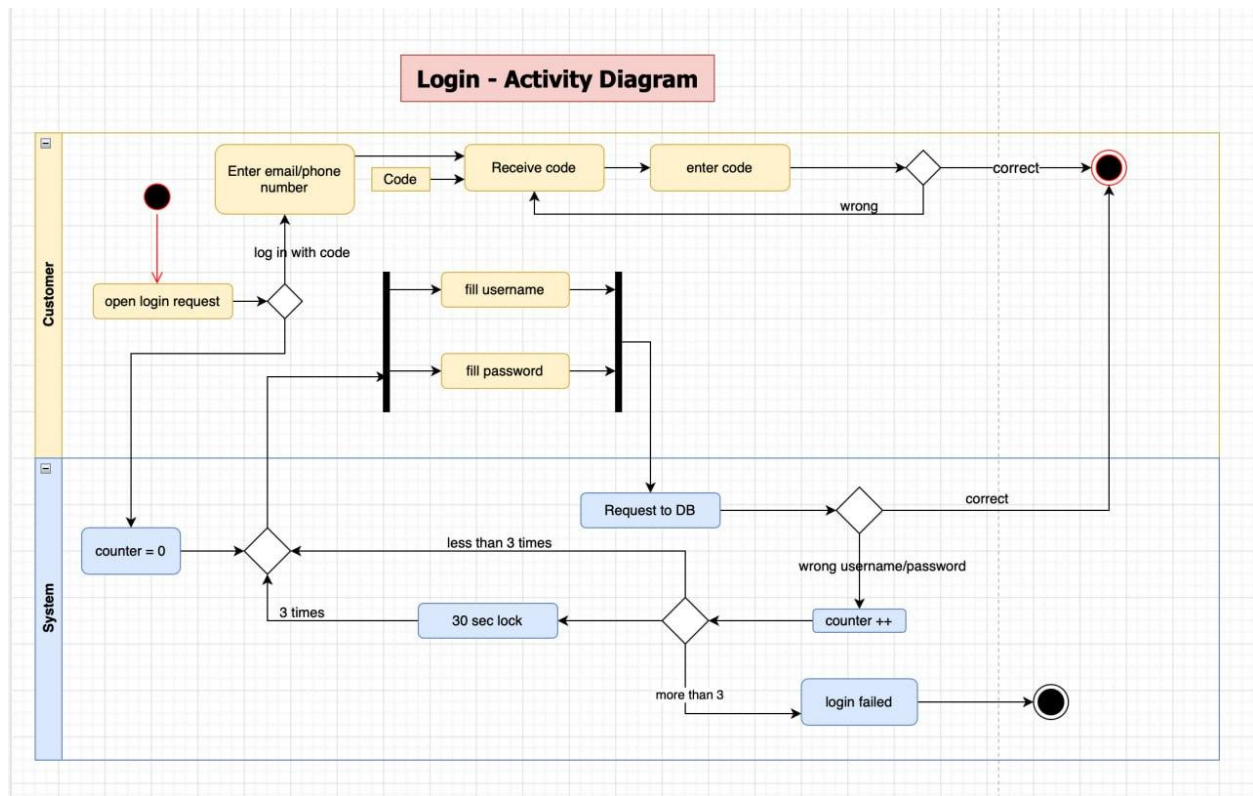 Login - Activity Diagram
Customer
Enter email/phone
number
Code
Receive code
enter code
correct
wrong
log in with code
open login request
fill username
fill password
System
Request to DB
correct
counter = 0
less than 3 times
wrong username/password
3 times
30 sec lock
counter ++
more than 3
login failed